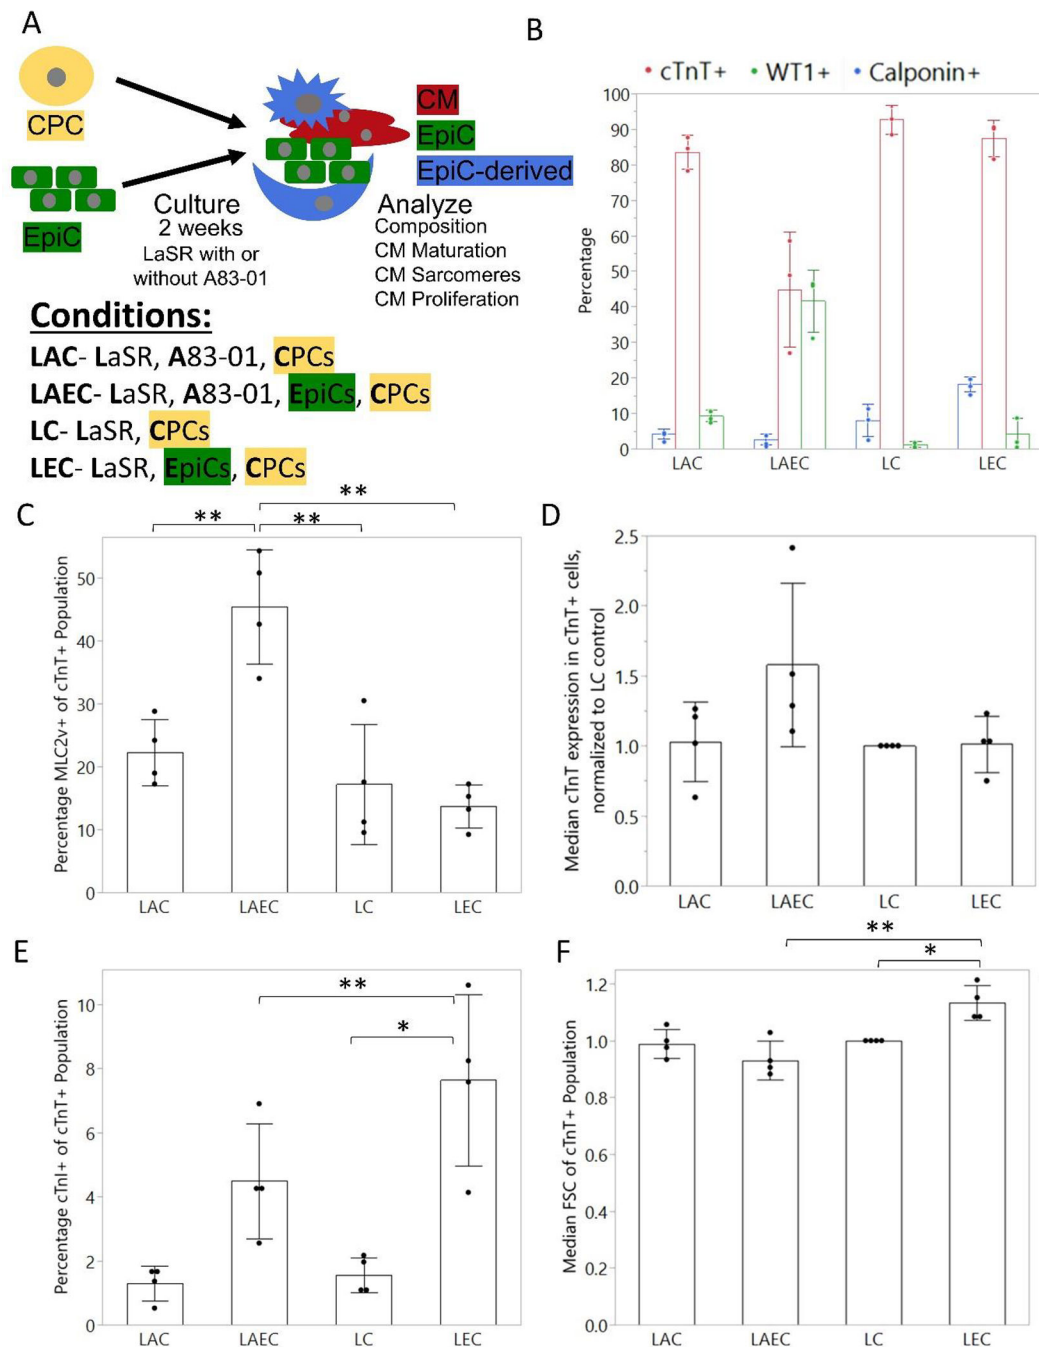 A
CPC
EpiC
Culture
2 weeks
LaSR with or
without A83-01
CM
EpiC
EpiC-derived
Analyze
Composition
CM Maturation
CM Sarcomeres
CM Proliferation
Conditions:
LAC- LaSR, A83-01, CPCs
LAEC- LaSR, A83-01, EpiCs, CPCs
LC- LaSR, CPCs
LEC- LaSR, EpiCs, CPCs
B
cTnT+ WT1+ Calponin+
Percentage
100
90
80
70
60
50
40
30
20
10
0
LAC LAEC LC LEC
C
** ** **
Percentage MLC2v+ of cTnT+ Population
50
40
30
20
10
0
LAC LAEC LC LEC
D
Median cTnT expression in cTnT+ cells,
normalized to LC control
2.5
2.0
1.5
1.0
0.5
0.0
LAC LAEC LC LEC
E
**
*
Percentage cTnI+ of cTnT+ Population
10
8
6
4
2
0
LAC LAEC LC LEC
F
**
*
Median FSC of cTnT+ Population
1.2
1.0
0.8
0.6
0.4
0.2
0.0
LAC LAEC LC LEC